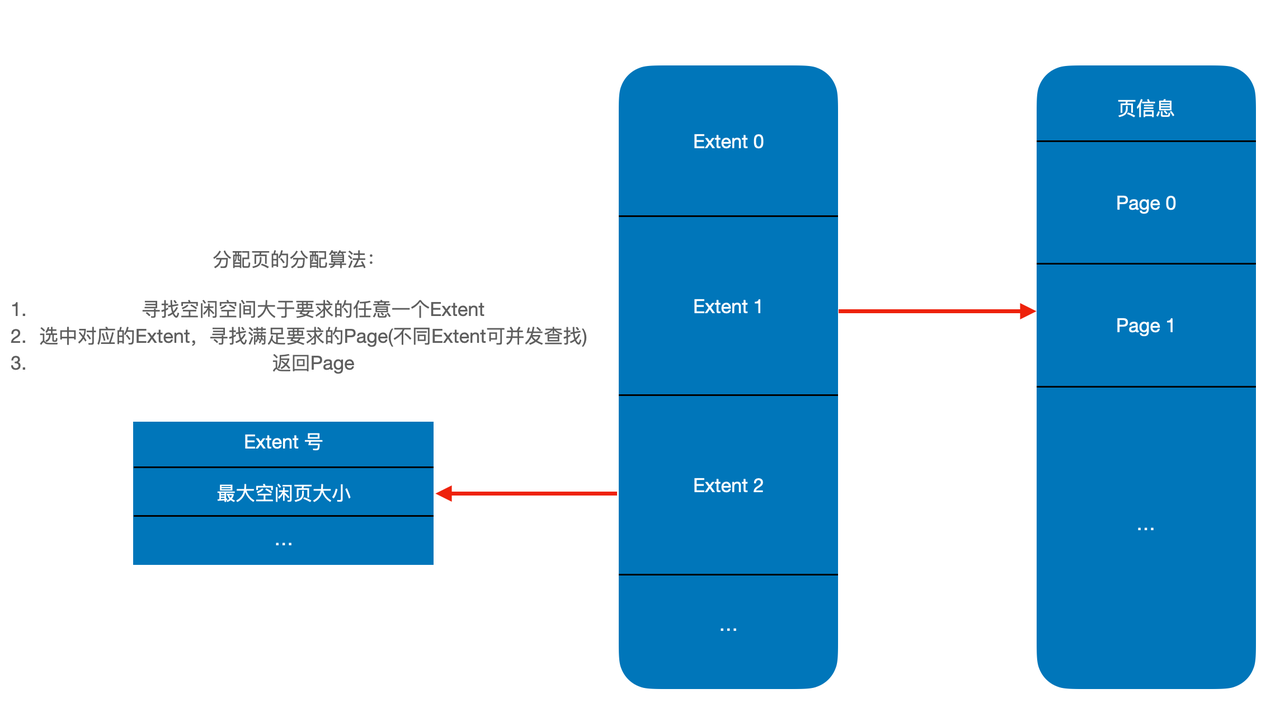 分配页的分配算法：
1. 寻找空闲空间大于要求的任意一个Extent
2. 选中对应的Extent，寻找满足要求的Page(不同Extent可并发查找)
3. 返回Page
Extent 号
最大空闲页大小
...
Extent 0
Extent 1
Extent 2
...
页信息
Page 0
Page 1
...